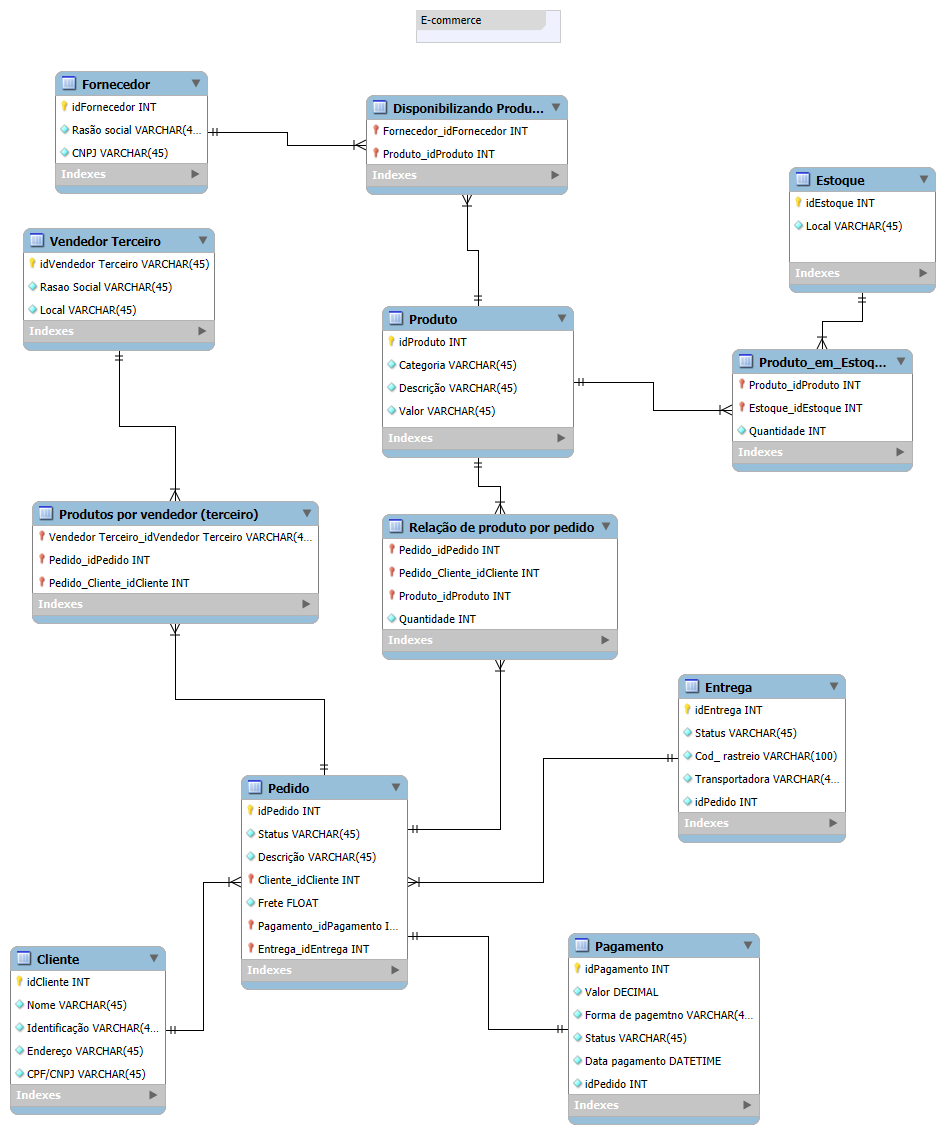 E-commerce
Fornecedor
idFornecedor INT
Rasão social VARCHAR(4...
CNPJ VARCHAR(45)
Indexes
Disponibilizando Produ...
Fornecedor_idFornecedor INT
Produto_idProduto INT
Indexes
Estoque
idEstoque INT
Local VARCHAR(45)
Indexes
Vendedor Terceiro
idVendedor Terceiro VARCHAR(45)
Rasao Social VARCHAR(45)
Local VARCHAR(45)
Indexes
Produto
idProduto INT
Categoria VARCHAR(45)
Descrição VARCHAR(45)
Valor VARCHAR(45)
Indexes
Produto_em_Estoq...
Produto_idProduto INT
Estoque_idEstoque INT
Quantidade INT
Indexes
Produtos por vendedor (terceiro)
Vendedor Terceiro_idVendedor Terceiro VARCHAR(4...
Pedido_idPedido INT
Pedido_Cliente_idCliente INT
Indexes
Relação de produto por pedido
Pedido_idPedido INT
Pedido_Cliente_idCliente INT
Produto_idProduto INT
Quantidade INT
Indexes
Entrega
idEntrega INT
Status VARCHAR(45)
Cod_ rastreio VARCHAR(100)
Transportadora VARCHAR(4...
idPedido INT
Indexes
Pedido
idPedido INT
Status VARCHAR(45)
Descrição VARCHAR(45)
Cliente_idCliente INT
Frete FLOAT
Pagamento_idPagamento I...
Entrega_idEntrega INT
Indexes
Cliente
idCliente INT
Nome VARCHAR(45)
Identificação VARCHAR(4...
Endereço VARCHAR(45)
CPF/CNPJ VARCHAR(45)
Indexes
Pagamento
idPagamento INT
Valor DECIMAL
Forma de pagemtno VARCHAR(4...
Status VARCHAR(45)
Data pagamento DATETIME
idPedido INT
Indexes